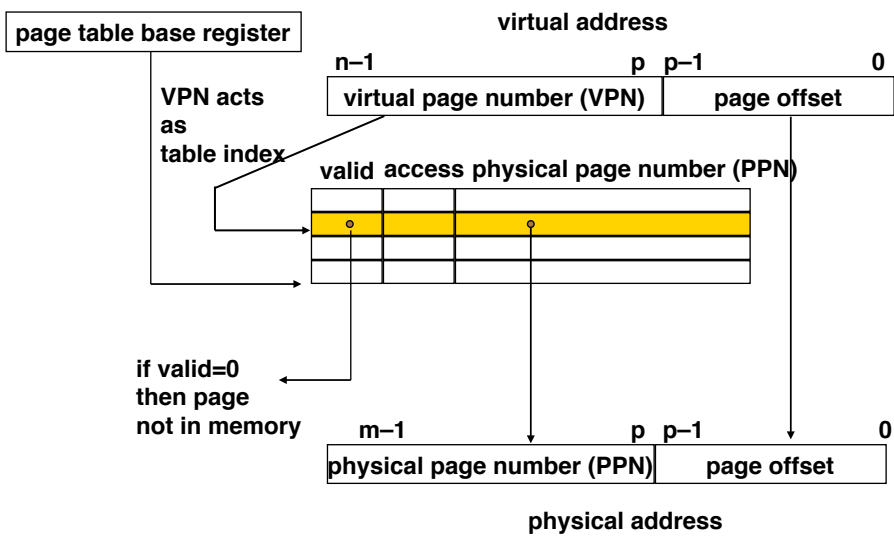 virtual address
page table base register
n–1 p p–1 0
virtual page number (VPN) page offset
VPN acts
as
table index
valid access physical page number (PPN)
if valid=0
then page
not in memory
m–1 p p–1 0
physical page number (PPN) page offset
physical address